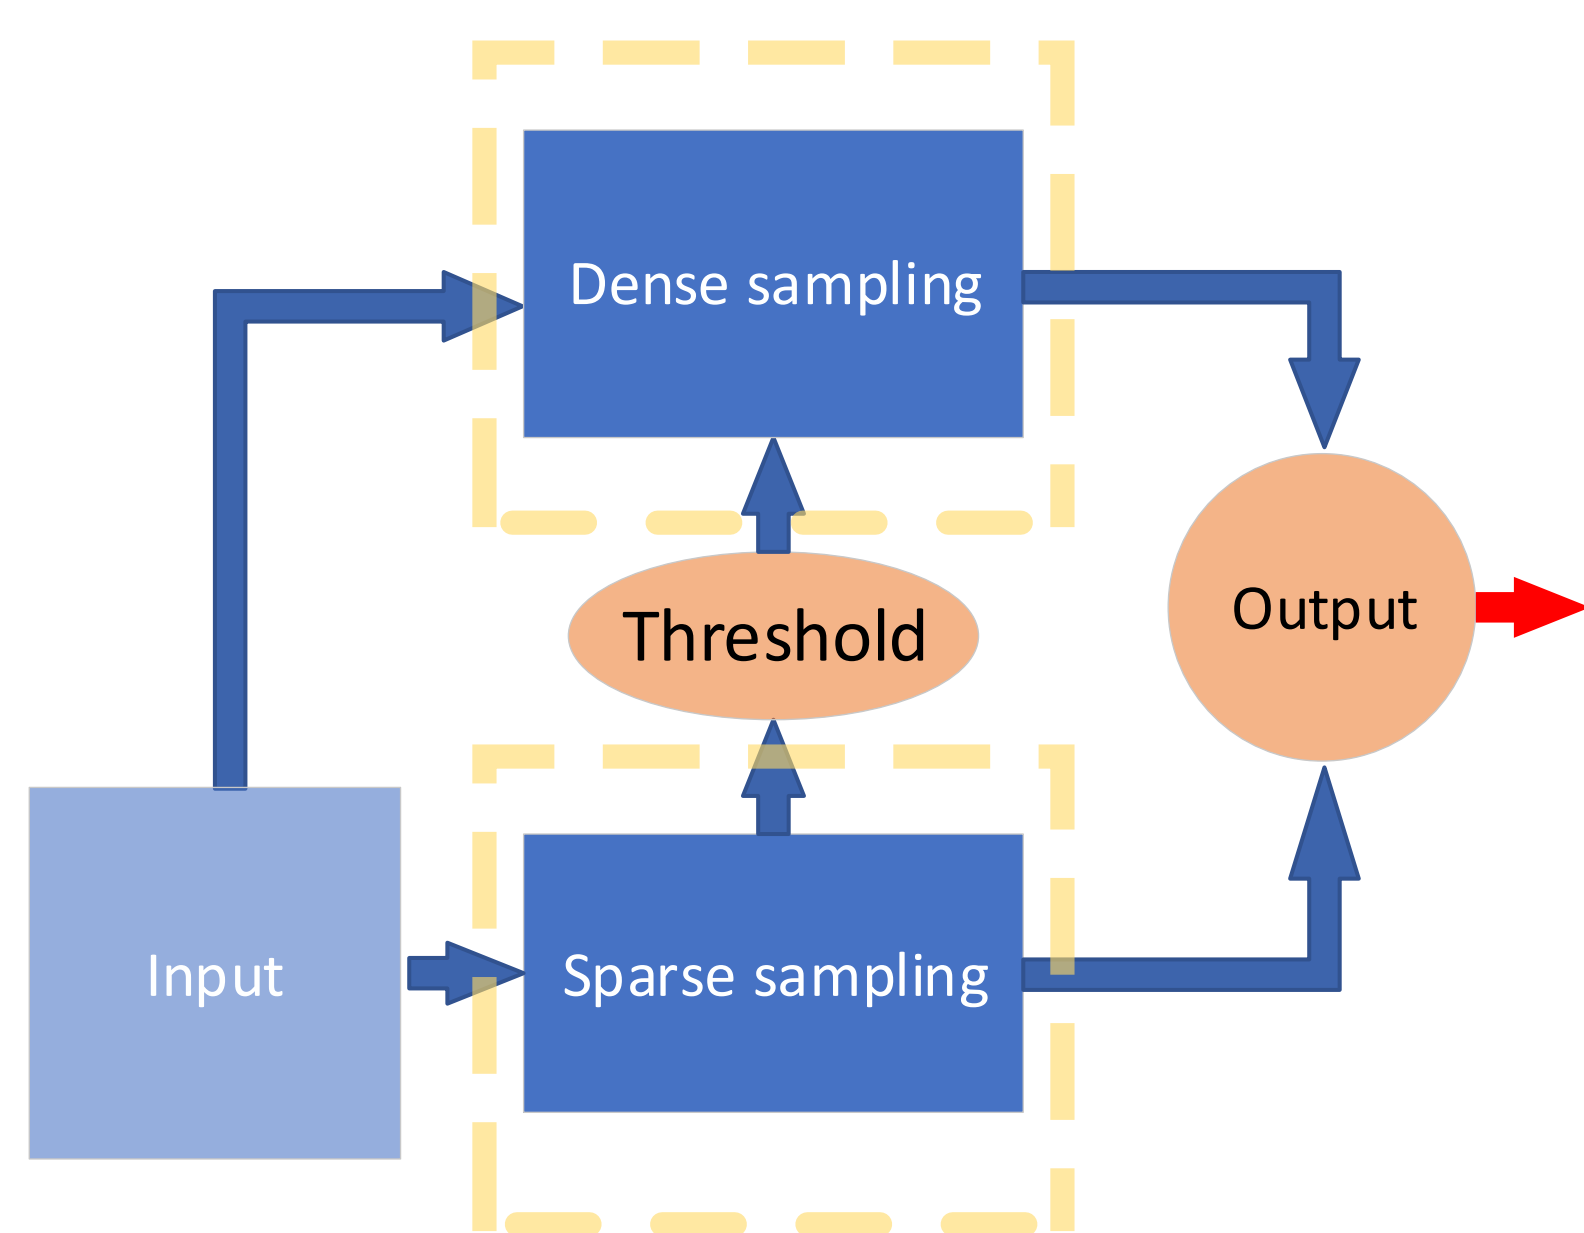 Dense sampling
Threshold
Output
Input
Sparse sampling